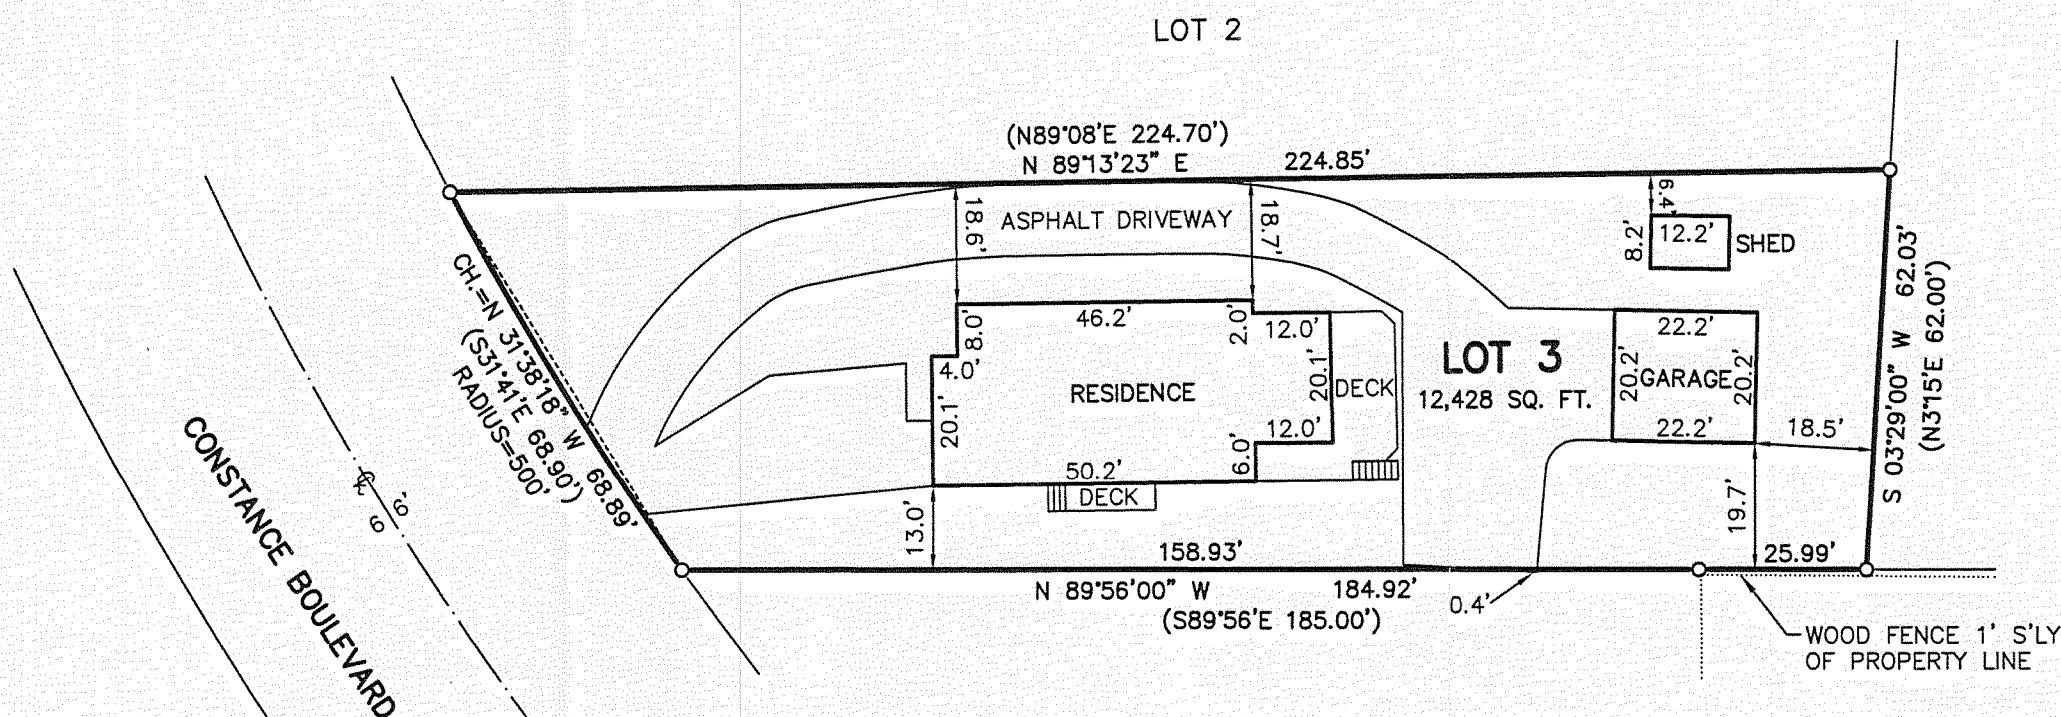 LOT 2
(N89°08'E 224.70')
N 89°13'23" E 224.85'
18.6'
ASPHALT DRIVEWAY
18.7'
6.4'
8.2'
12.2'
SHED
CH.=N 31°38'18" W 68.89'
(S31°41'E 68.90')
RADIUS=500'
S 03°29'00" W 62.03'
(N3°15'E 62.00')
46.2'
8.0'
2.0'
12.0'
4.0'
20.1'
RESIDENCE
20.1'
DECK
12.0'
6.0'
50.2'
DECK
13.0'
LOT 3
12,428 SQ. FT.
22.2'
20.2'
GARAGE
20.2'
22.2'
18.5'
19.7'
CONSTANCE BOULEVARD
158.93'
25.99'
N 89°56'00" W 184.92'
(S89°56'E 185.00')
0.4'
WOOD FENCE 1' S'LY
OF PROPERTY LINE